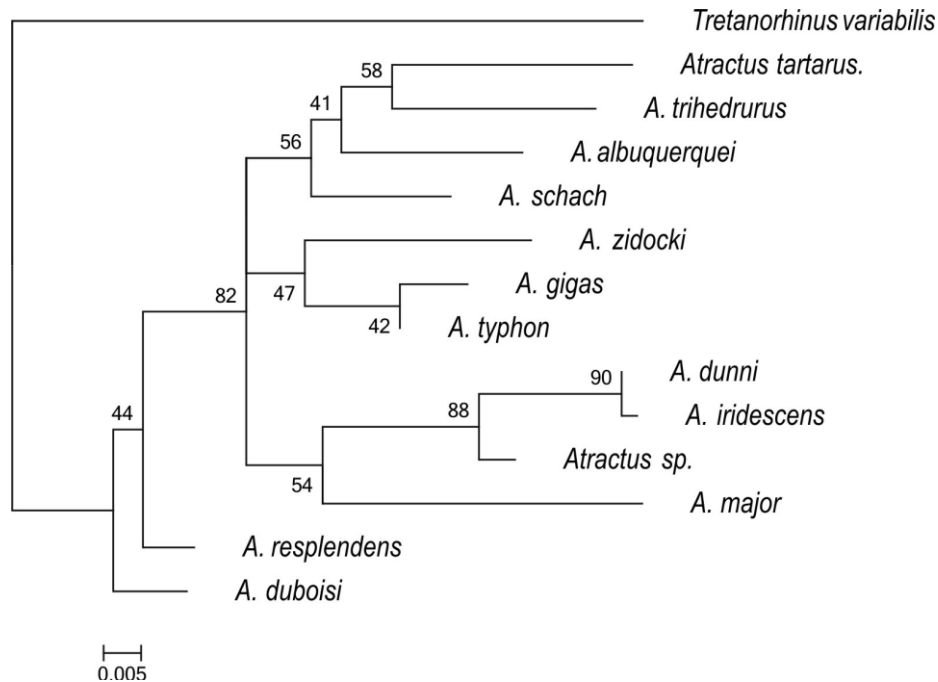 Tretanorhinus variabilis
58
Atractus tartarus.
41
A. trihedrurus
56
A. albuquerquei
A. schach
A. zidocki
82
47
A. gigas
42
A. typhon
90
A. dunni
44
88
A. iridescens
Atractus sp.
54
A. major
A. resplendens
A. duboisi
0.005